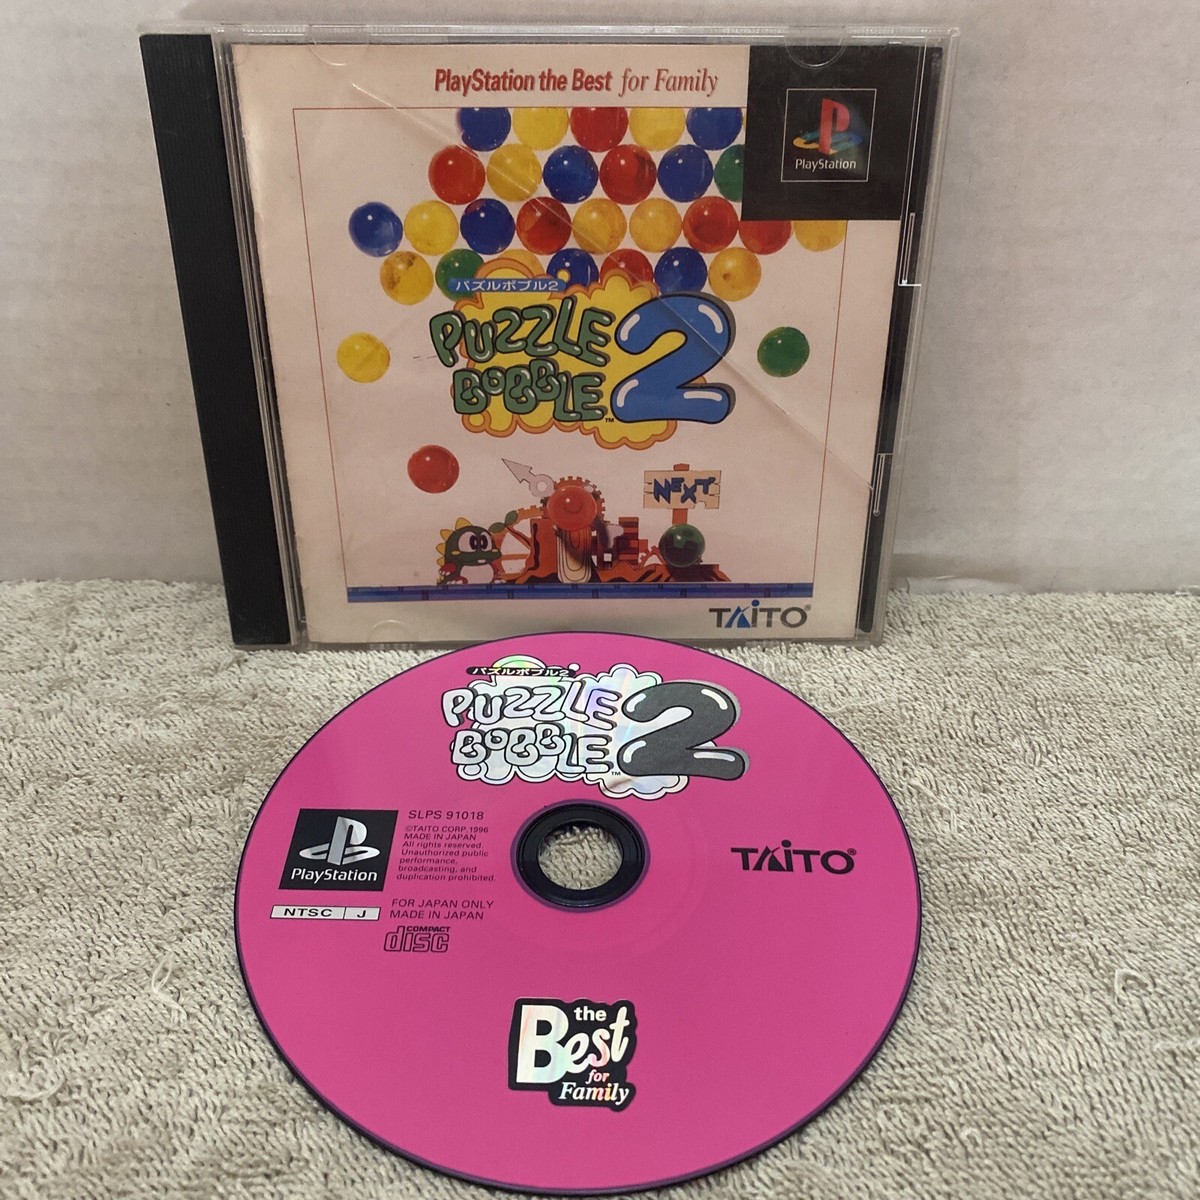 PlayStation the Best for Family
PlayStation
パズルボブル2
PUZZLE
BOBBLE 2
TM
NEXT
TAITO®
パズルボブル2
PUZZLE
BOBBLE 2
TM
SLPS 91018
©TAITO CORP.1996
MADE IN JAPAN
All rights reserved.
Unauthorized public
performance,
broadcasting, and
duplication prohibited.
PlayStation
NTSC J
FOR JAPAN ONLY
MADE IN JAPAN
COMPACT
disc
TAITO®
the
Best
for
Family